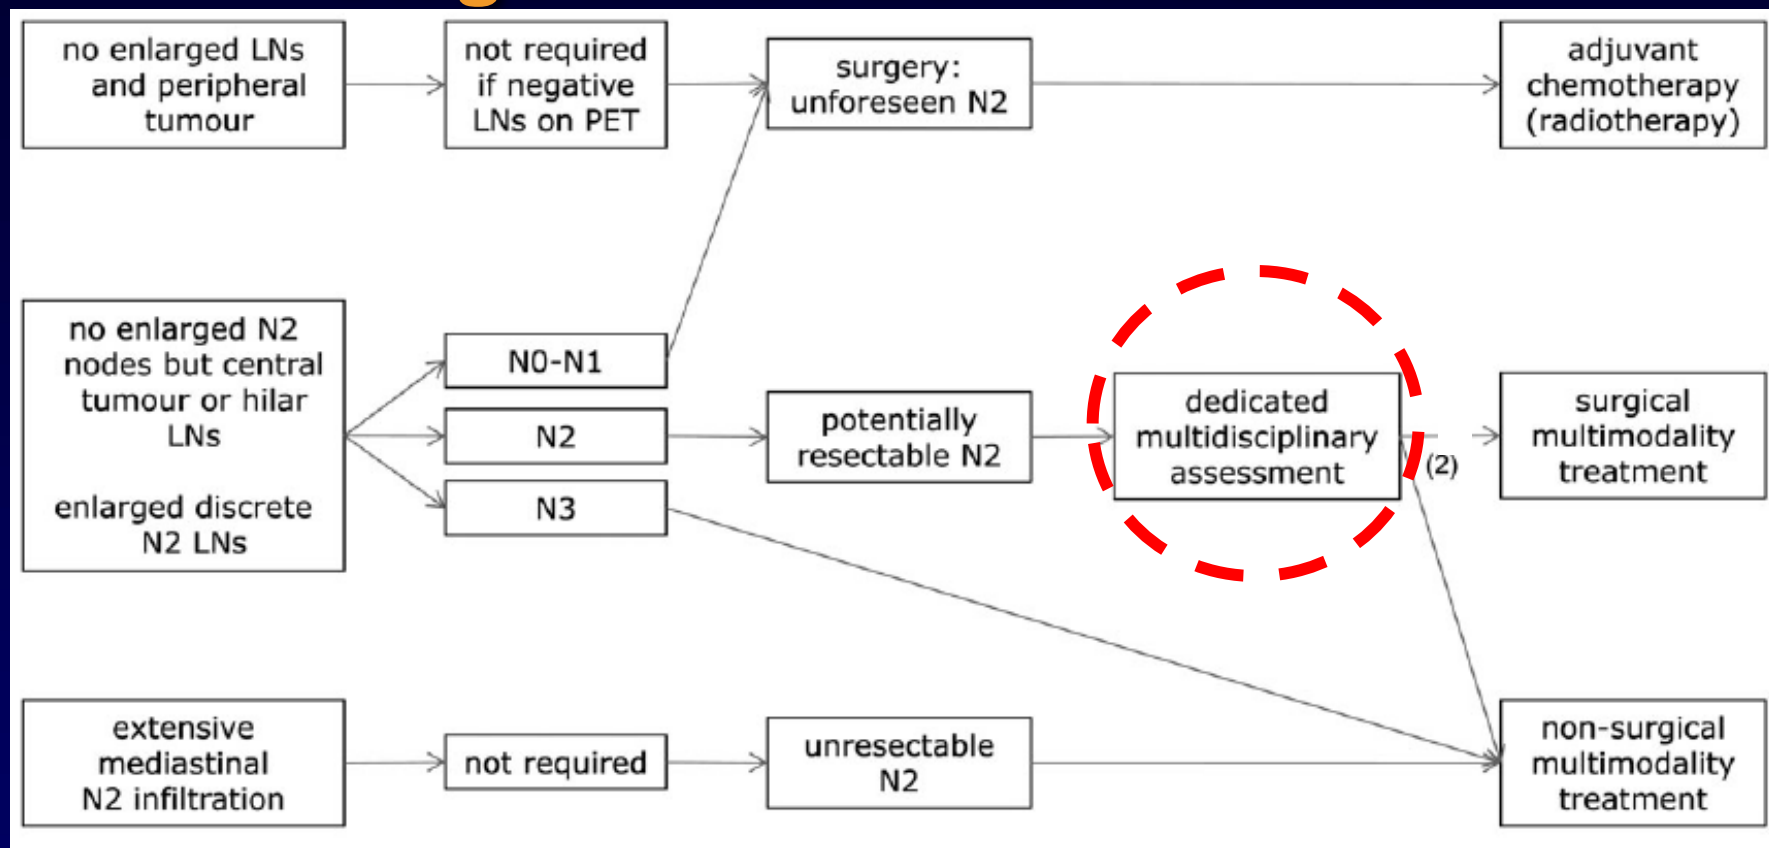 no enlarged LNs
and peripheral
tumour
not required
if negative
LNs on PET
surgery:
unforeseen N2
adjuvant
chemotherapy
(radiotherapy)
no enlarged N2
nodes but central
tumour or hilar
LNs
enlarged discrete
N2 LNs
N0-N1
N2
N3
potentially
resectable N2
dedicated
multidisciplinary
assessment
(2)
surgical
multimodality
treatment
extensive
mediastinal
N2 infiltration
not required
unresectable
N2
non-surgical
multimodality
treatment